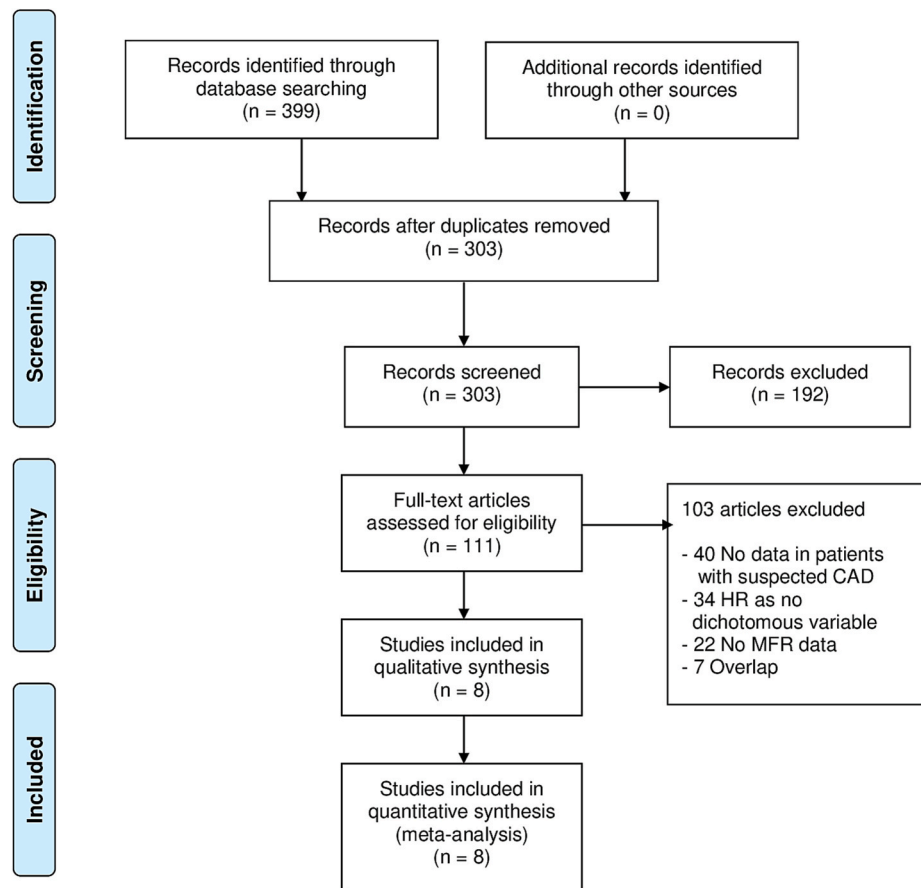 Identification
Records identified through
database searching
(n = 399)
Additional records identified
through other sources
(n = 0)
Records after duplicates removed
(n = 303)
Screening
Records screened
(n = 303)
Records excluded
(n = 192)
Eligibility
Full-text articles
assessed for eligibility
(n = 111)
103 articles excluded
- 40 No data in patients
with suspected CAD
- 34 HR as no
dichotomous variable
- 22 No MFR data
- 7 Overlap
Studies included in
qualitative synthesis
(n = 8)
Included
Studies included in
quantitative synthesis
(meta-analysis)
(n = 8)